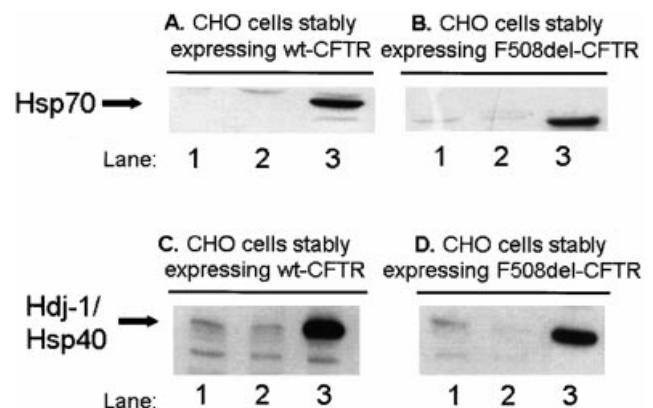 A. CHO cells stably
expressing wt-CFTR
B. CHO cells stably
expressing F508del-CFTR
Hsp70
Lane: 1 2 3 1 2 3
C. CHO cells stably
expressing wt-CFTR
D. CHO cells stably
expressing F508del-CFTR
Hdj-1/
Hsp40
Lane: 1 2 3 1 2 3